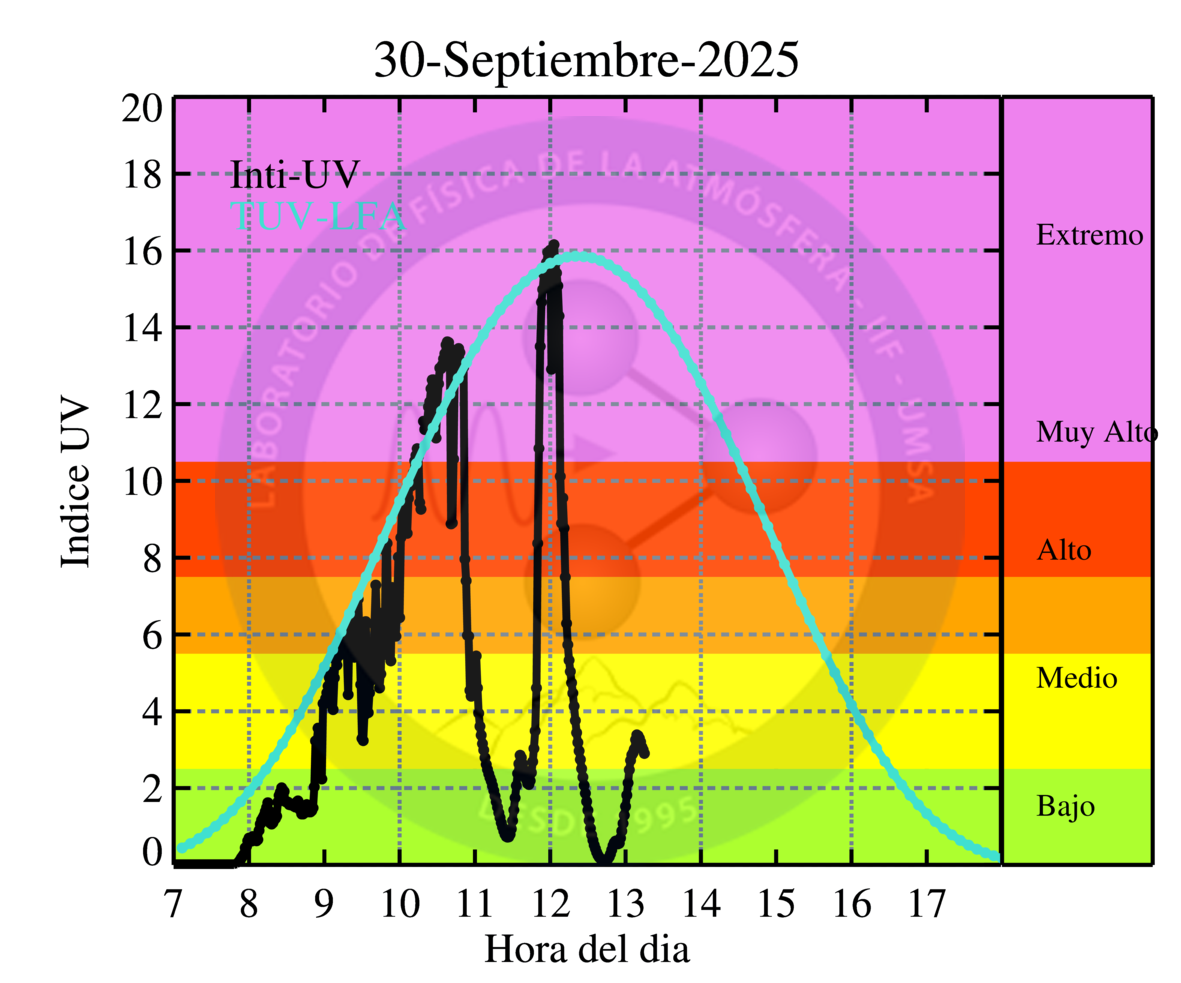 30-Septiembre-2025
Inti-UV
TUV-LFA
20
18
16
14
12
10
8
6
4
2
0
Indice UV
7 8 9 10 11 12 13 14 15 16 17
Hora del dia
Extremo
Muy Alto
Alto
Medio
Bajo
LABORATORIO DE FÍSICA DE LA ATMÓSFERA - IIF - UMSA
DESDE 1995